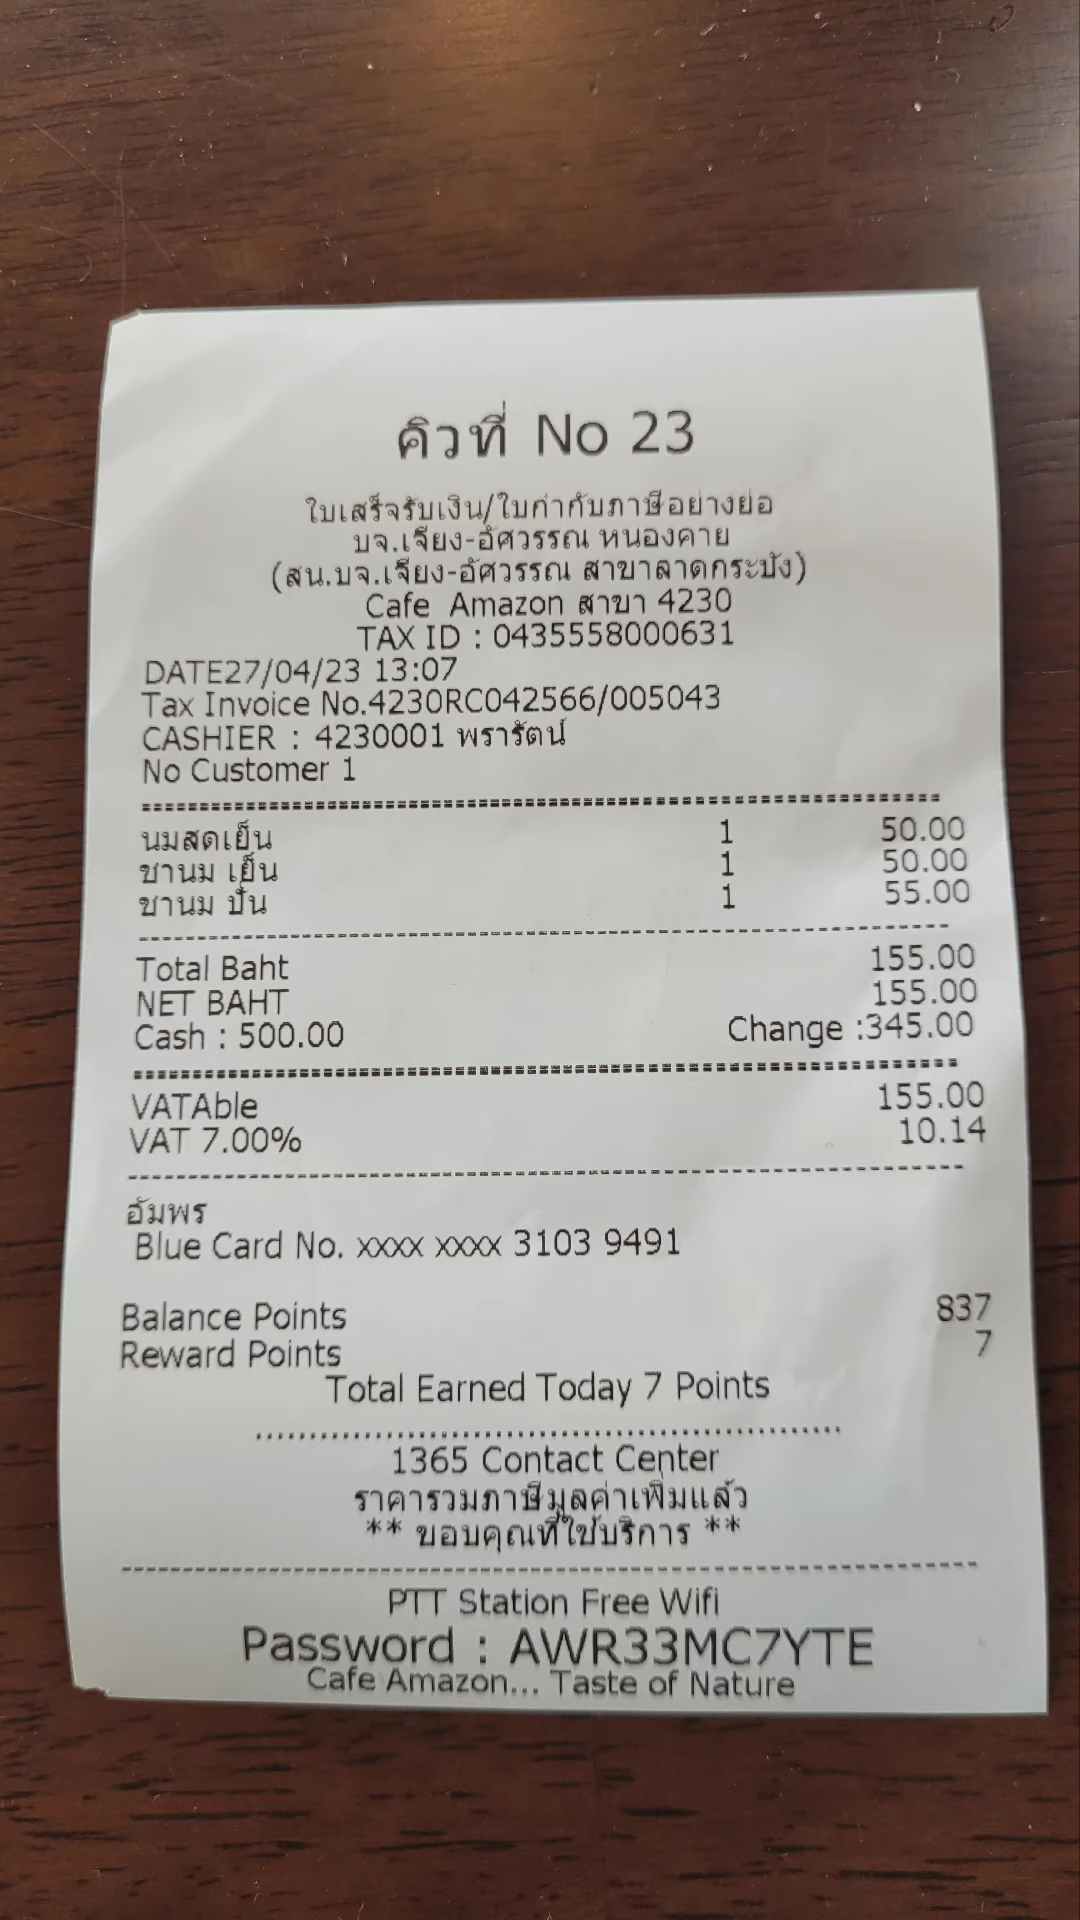 คิวที่ No 23
ใบเสร็จรับเงิน/ใบกำกับภาษีอย่างย่อ
บจ.เจียง-อัศวรรณ หนองคาย
(สน.บจ.เจียง-อัศวรรณ สาขาลาดกระบัง)
Cafe Amazon สาขา 4230
TAX ID : 0435558000631
DATE27/04/23 13:07
Tax Invoice No.4230RC042566/005043
CASHIER : 4230001 พรารัตน์
No Customer 1
นมสดเย็น 1 50.00
ชานม เย็น 1 50.00
ชานม ปั่น 1 55.00
Total Baht 155.00
NET BAHT 155.00
Cash : 500.00 Change :345.00
VATAble 155.00
VAT 7.00% 10.14
อัมพร
Blue Card No. xxxx xxxx 3103 9491
Balance Points 837
Reward Points 7
Total Earned Today 7 Points
1365 Contact Center
ราคารวมภาษีมูลค่าเพิ่มแล้ว
** ขอบคุณที่ใช้บริการ **
PTT Station Free Wifi
Password : AWR33MC7YTE
Cafe Amazon... Taste of Nature